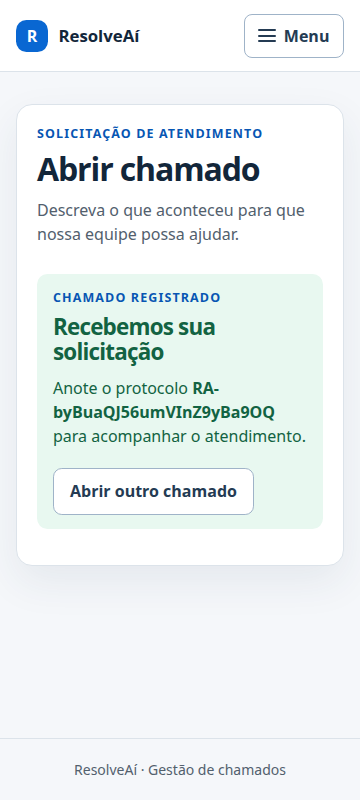 R ResolveAí Menu
SOLICITAÇÃO DE ATENDIMENTO
Abrir chamado
Descreva o que aconteceu para que
nossa equipe possa ajudar.
CHAMADO REGISTRADO
Recebemos sua
solicitação
Anote o protocolo RA-
byBuaQJ56umVInZ9yBa9OQ
para acompanhar o atendimento.
Abrir outro chamado
ResolveAí · Gestão de chamados